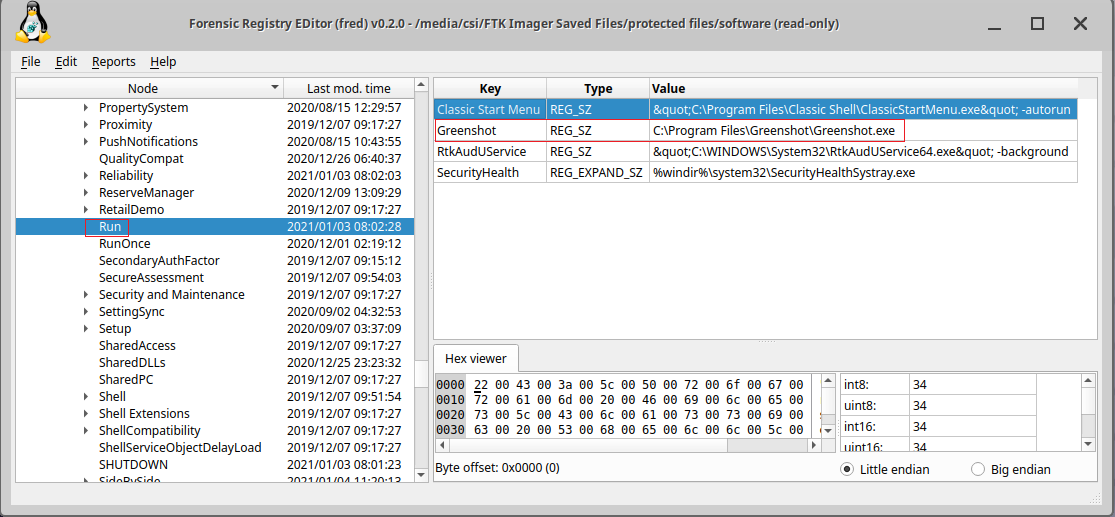 Forensic Registry EDitor (fred) v0.2.0 - /media/csi/FTK Imager Saved Files/protected files/software (read-only)
File Edit Reports Help
Node Last mod. time
PropertySystem 2020/08/15 12:29:57
Proximity 2019/12/07 09:17:27
PushNotifications 2020/08/15 10:43:55
QualityCompat 2020/12/26 06:40:37
Reliability 2021/01/03 08:02:03
ReserveManager 2020/12/09 13:09:29
RetailDemo 2019/12/07 09:17:27
Run 2021/01/03 08:02:28
RunOnce 2020/12/01 02:19:12
SecondaryAuthFactor 2019/12/07 09:15:12
SecureAssessment 2019/12/07 09:54:03
Security and Maintenance 2019/12/07 09:17:27
SettingSync 2020/09/02 04:32:53
Setup 2020/09/07 03:37:09
SharedAccess 2019/12/07 09:17:27
SharedDLLs 2020/12/25 23:23:32
SharedPC 2019/12/07 09:17:27
Shell 2019/12/07 09:51:54
Shell Extensions 2019/12/07 09:17:27
ShellCompatibility 2019/12/07 09:17:27
ShellServiceObjectDelayLoad 2019/12/07 09:17:27
SHUTDOWN 2021/01/03 08:01:23
SideBySide 2021/01/04 11:20:13
Key Type Value
Classic Start Menu REG_SZ &quot;C:\Program Files\Classic Shell\ClassicStartMenu.exe&quot; -autorun
Greenshot REG_SZ C:\Program Files\Greenshot\Greenshot.exe
RtkAudUService REG_SZ &quot;C:\WINDOWS\System32\RtkAudUService64.exe&quot; -background
SecurityHealth REG_EXPAND_SZ %windir%\system32\SecurityHealthSystray.exe
Hex viewer
0000 22 00 43 00 3a 00 5c 00 50 00 72 00 6f 00 67 00
0010 72 00 61 00 6d 00 20 00 46 00 69 00 6c 00 65 00
0020 73 00 5c 00 43 00 6c 00 61 00 73 00 73 00 69 00
0030 63 00 20 00 53 00 68 00 65 00 6c 00 6c 00 5c 00
int8: 34
uint8: 34
int16: 34
uint16: 34
Byte offset: 0x0000 (0)
Little endian Big endian